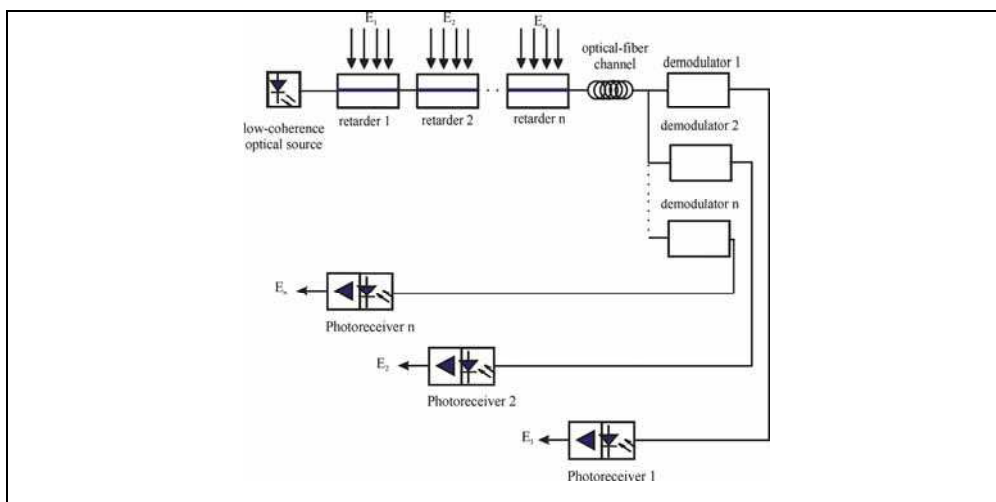 E₁
E₂
Eₙ
optical-fiber
channel
demodulator 1
retarder 1
retarder 2
. .
retarder n
low-coherence
optical source
demodulator 2
demodulator n
Eₙ
Photoreceiver n
E₂
Photoreceiver 2
E₁
Photoreceiver 1